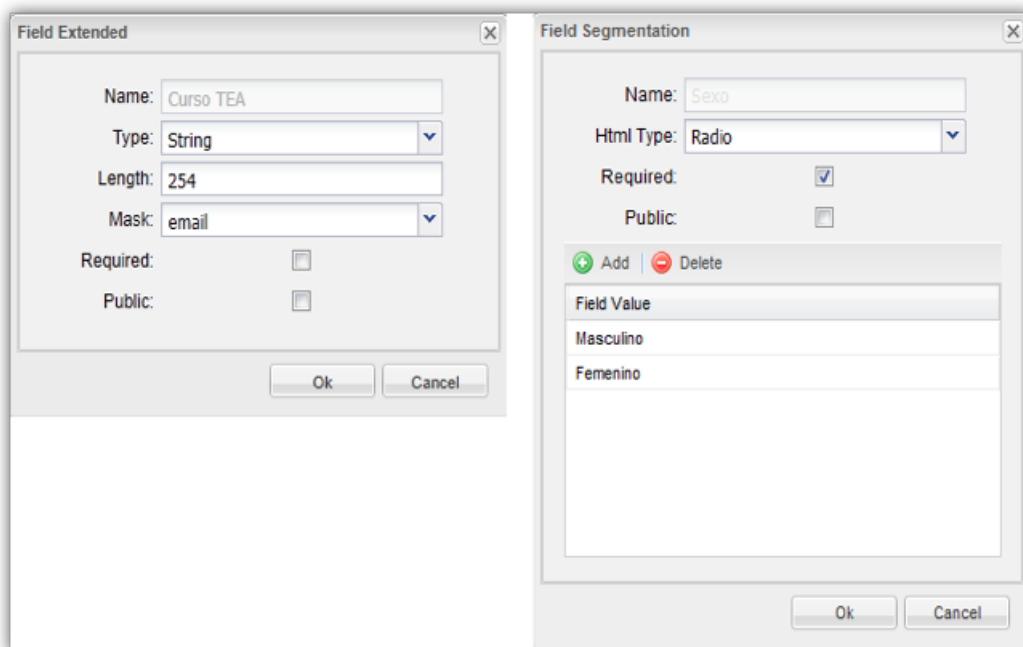 Field Extended
Name: Curso TEA
Type: String
Length: 254
Mask: email
Required:
Public:
Ok Cancel
Field Segmentation
Name: Sexo
Html Type: Radio
Required:
Public:
Add Delete
Field Value
Masculino
Femenino
Ok Cancel